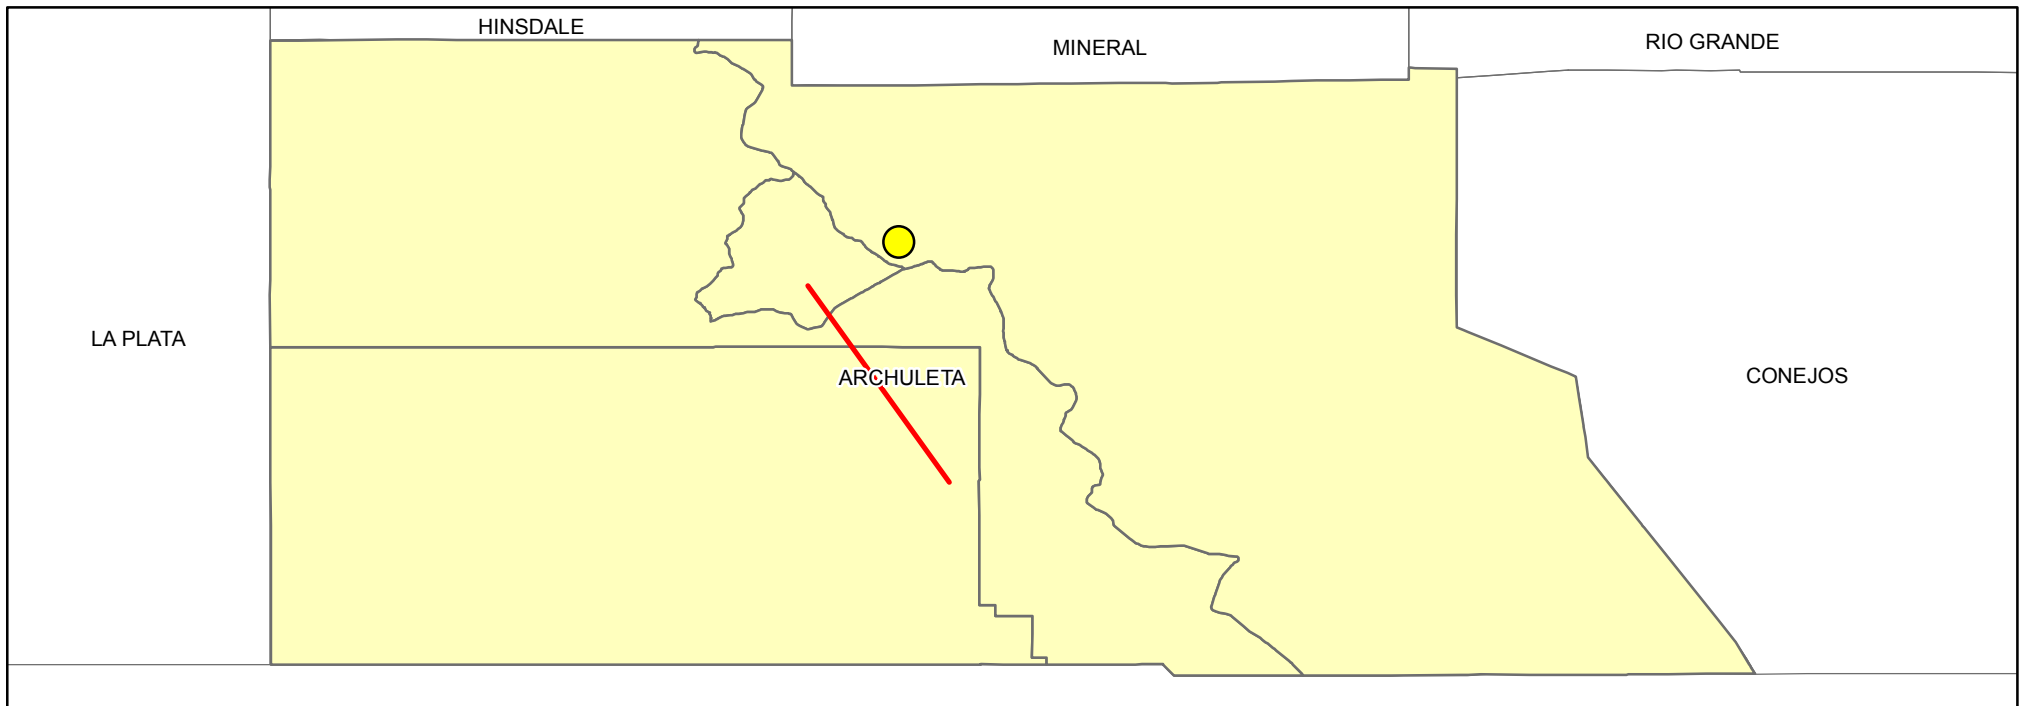 HINSDALE
MINERAL
RIO GRANDE
LA PLATA
ARCHULETA
CONEJOS